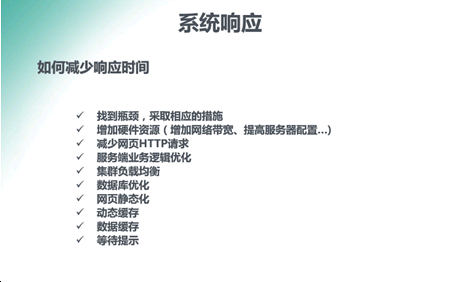 系统响应
如何减少响应时间
✓ 找到瓶颈，采取相应的措施
✓ 增加硬件资源（增加网络带宽、提高服务器配置...）
✓ 减少网页HTTP请求
✓ 服务端业务逻辑优化
✓ 集群负载均衡
✓ 数据库优化
✓ 网页静态化
✓ 动态缓存
✓ 数据缓存
✓ 等待提示